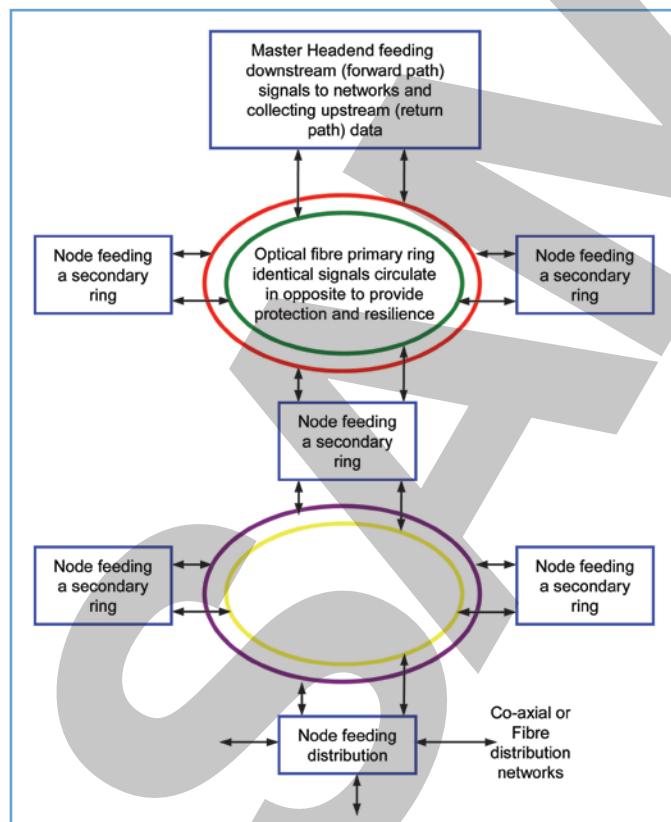 Master Headend feeding
downstream (forward path)
signals to networks and
collecting upstream (return
path) data
Node feeding
a secondary
ring
Optical fibre primary ring
identical signals circulate
in opposite to provide
protection and resilience
Node feeding
a secondary
ring
Node feeding
a secondary
ring
Node feeding
a secondary
ring
Node feeding
a secondary
ring
Node feeding
distribution
Co-axial or
Fibre
distribution
networks